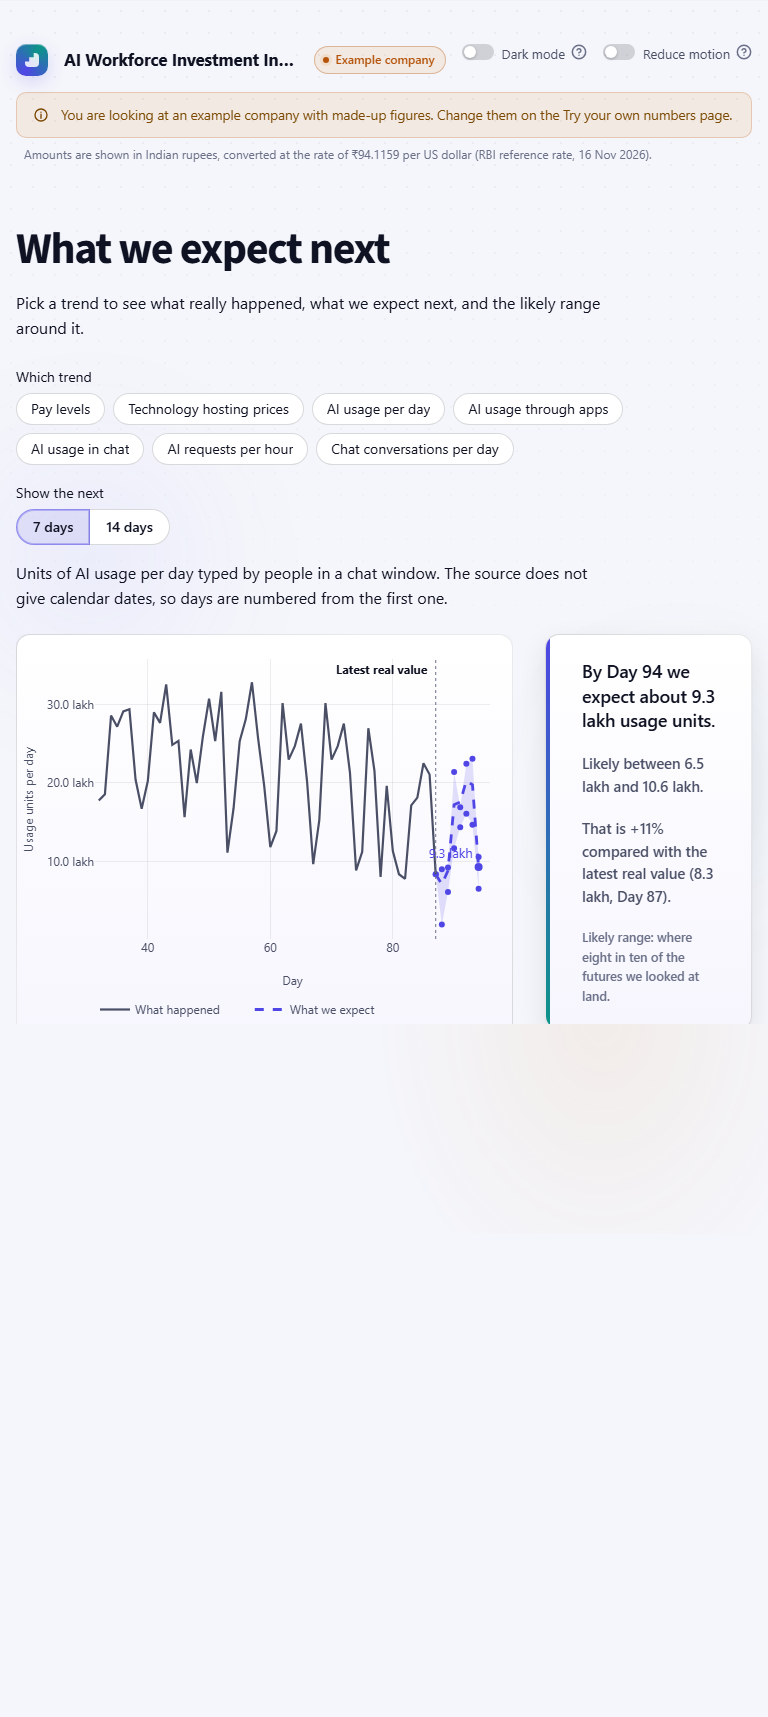 AI Workforce Investment In...
Example company
Dark mode
Reduce motion
You are looking at an example company with made-up figures. Change them on the Try your own numbers page.
Amounts are shown in Indian rupees, converted at the rate of ₹94.1159 per US dollar (RBI reference rate, 16 Nov 2026).
What we expect next
Pick a trend to see what really happened, what we expect next, and the likely range
around it.
Which trend
Pay levels
Technology hosting prices
AI usage per day
AI usage through apps
AI usage in chat
AI requests per hour
Chat conversations per day
Show the next
7 days
14 days
Units of AI usage per day typed by people in a chat window. The source does not
give calendar dates, so days are numbered from the first one.
Latest real value
30.0 lakh
20.0 lakh
10.0 lakh
Usage units per day
9.3 lakh
40
60
80
Day
What happened
What we expect
By Day 94 we
expect about 9.3
lakh usage units.
Likely between 6.5
lakh and 10.6 lakh.
That is +11%
compared with the
latest real value (8.3
lakh, Day 87).
Likely range: where
eight in ten of the
futures we looked at
land.